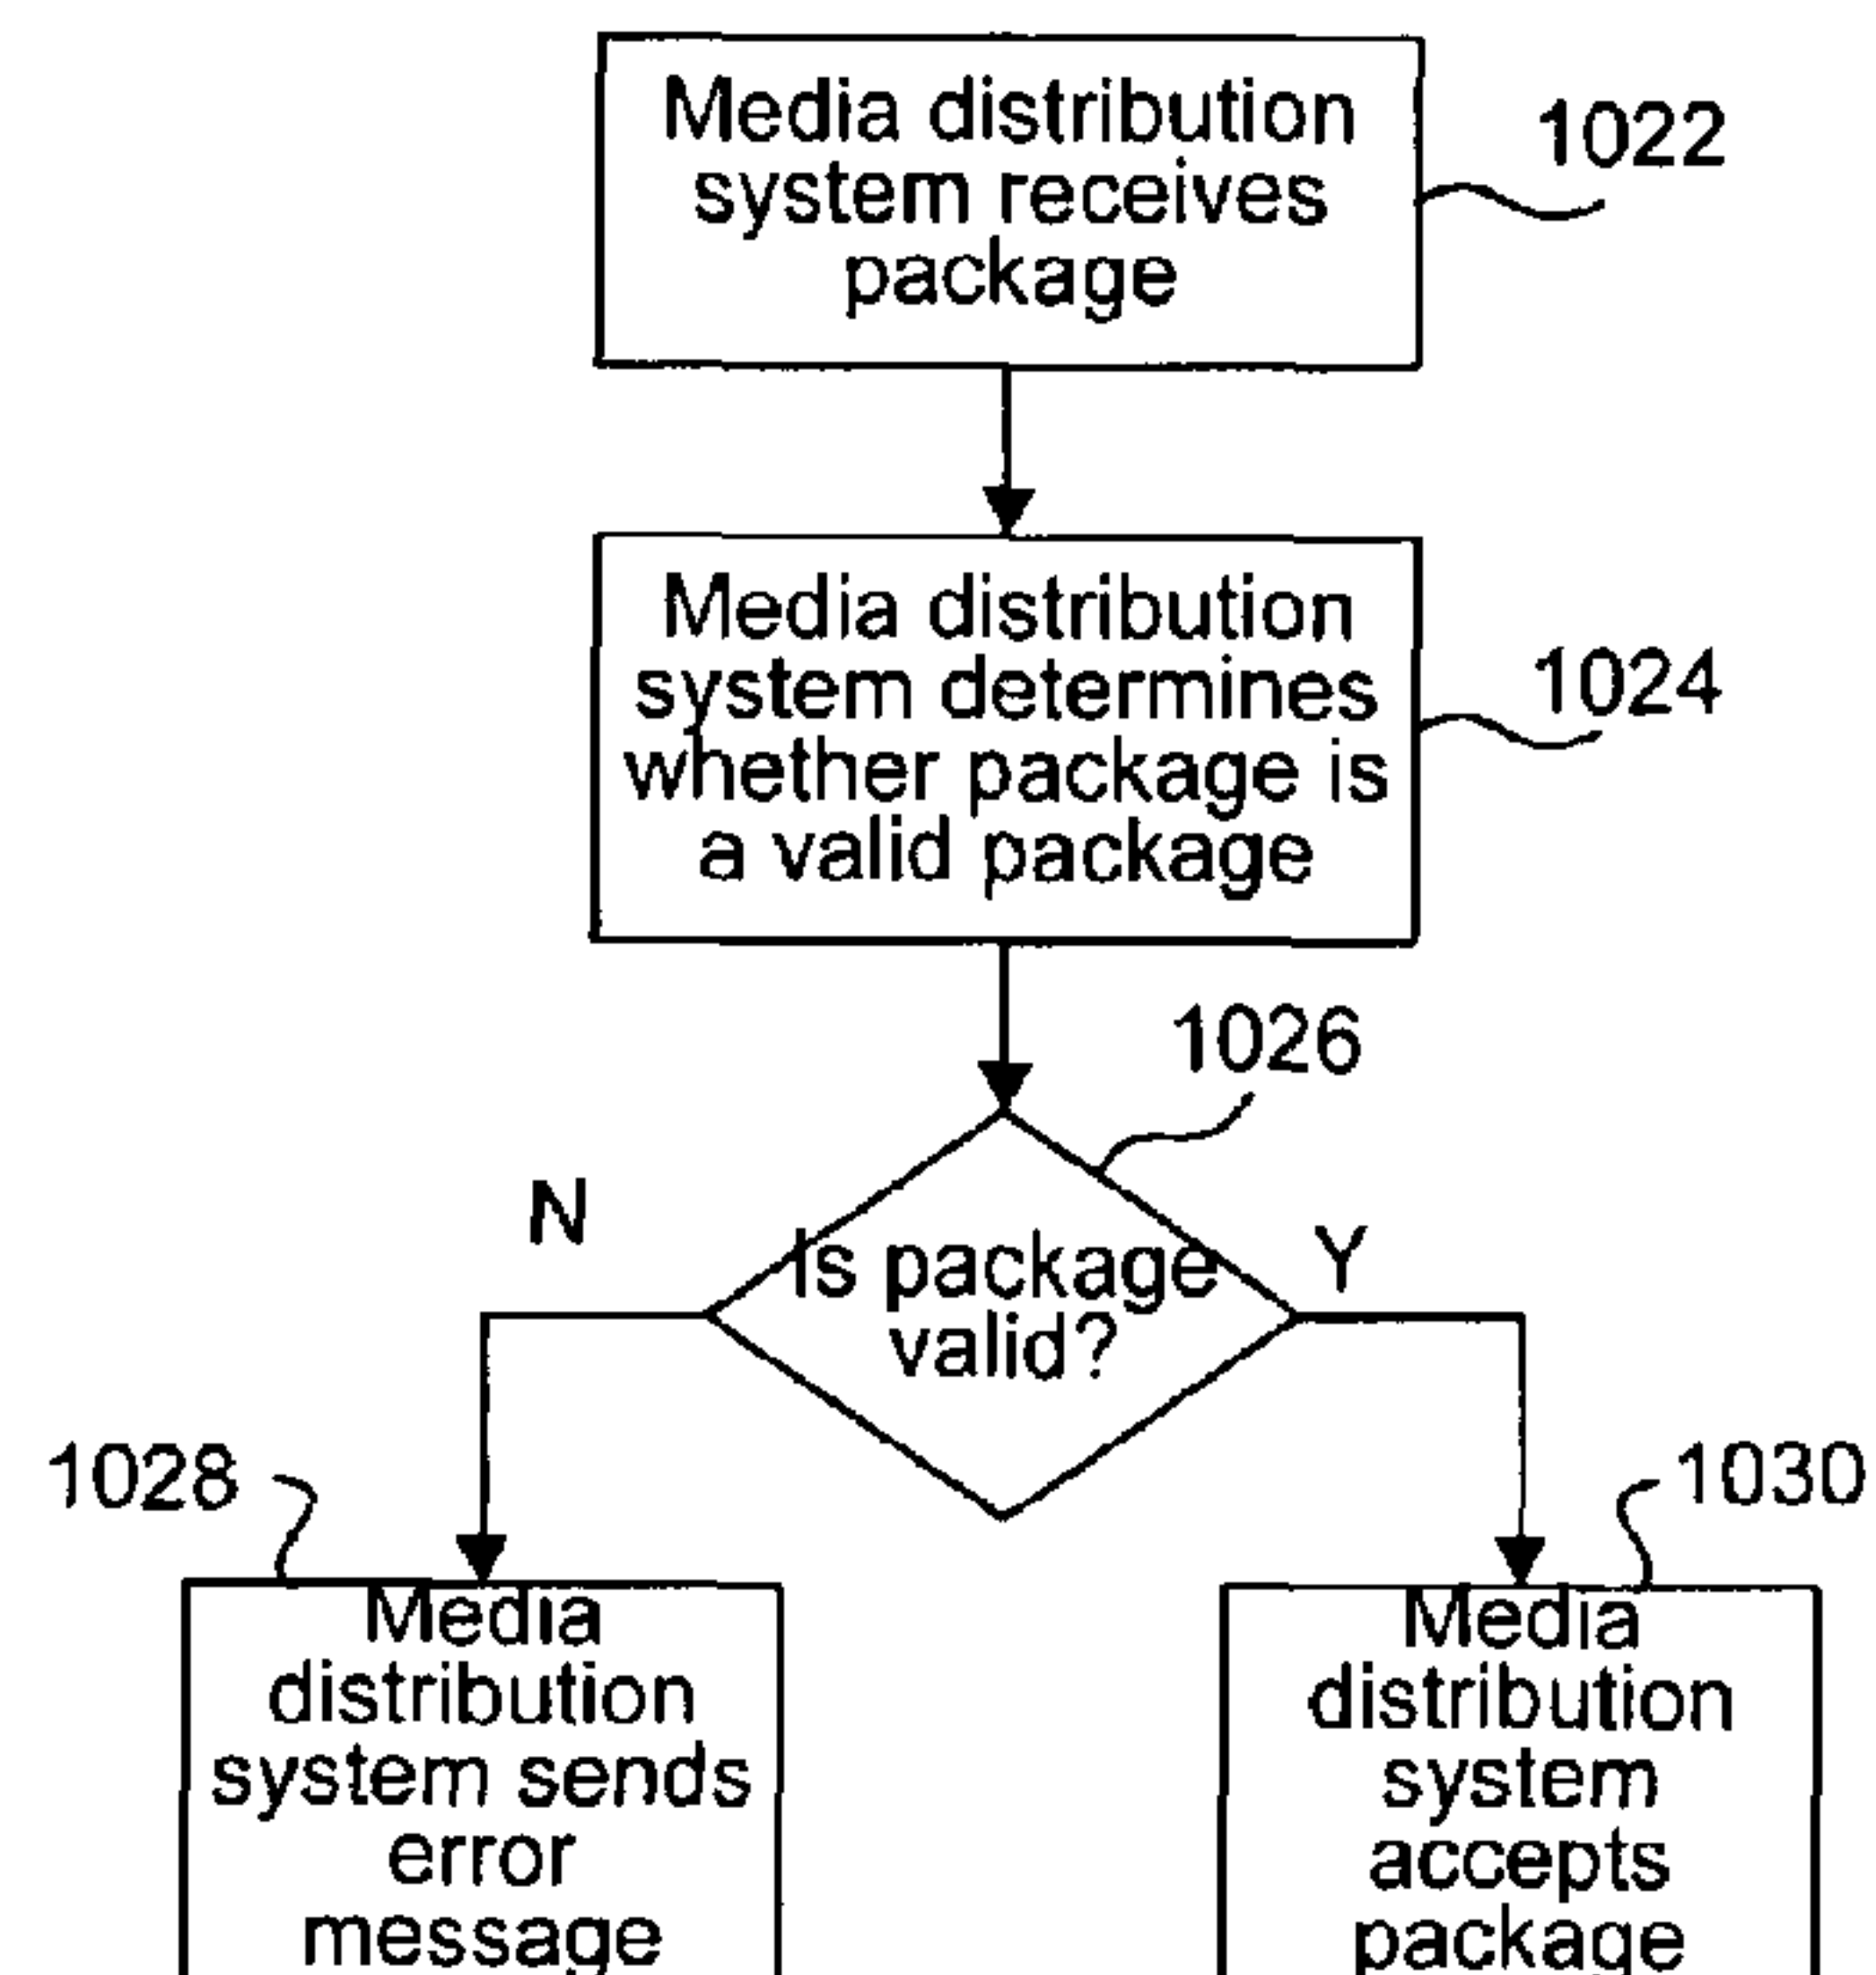 Media distribution
system receives
package
1022
Media distribution
system determines
whether package is
a valid package
1024
1026
N
Is package
valid?
Y
1028
1030
Media
distribution
system sends
error
message
Media
distribution
system
accepts
package